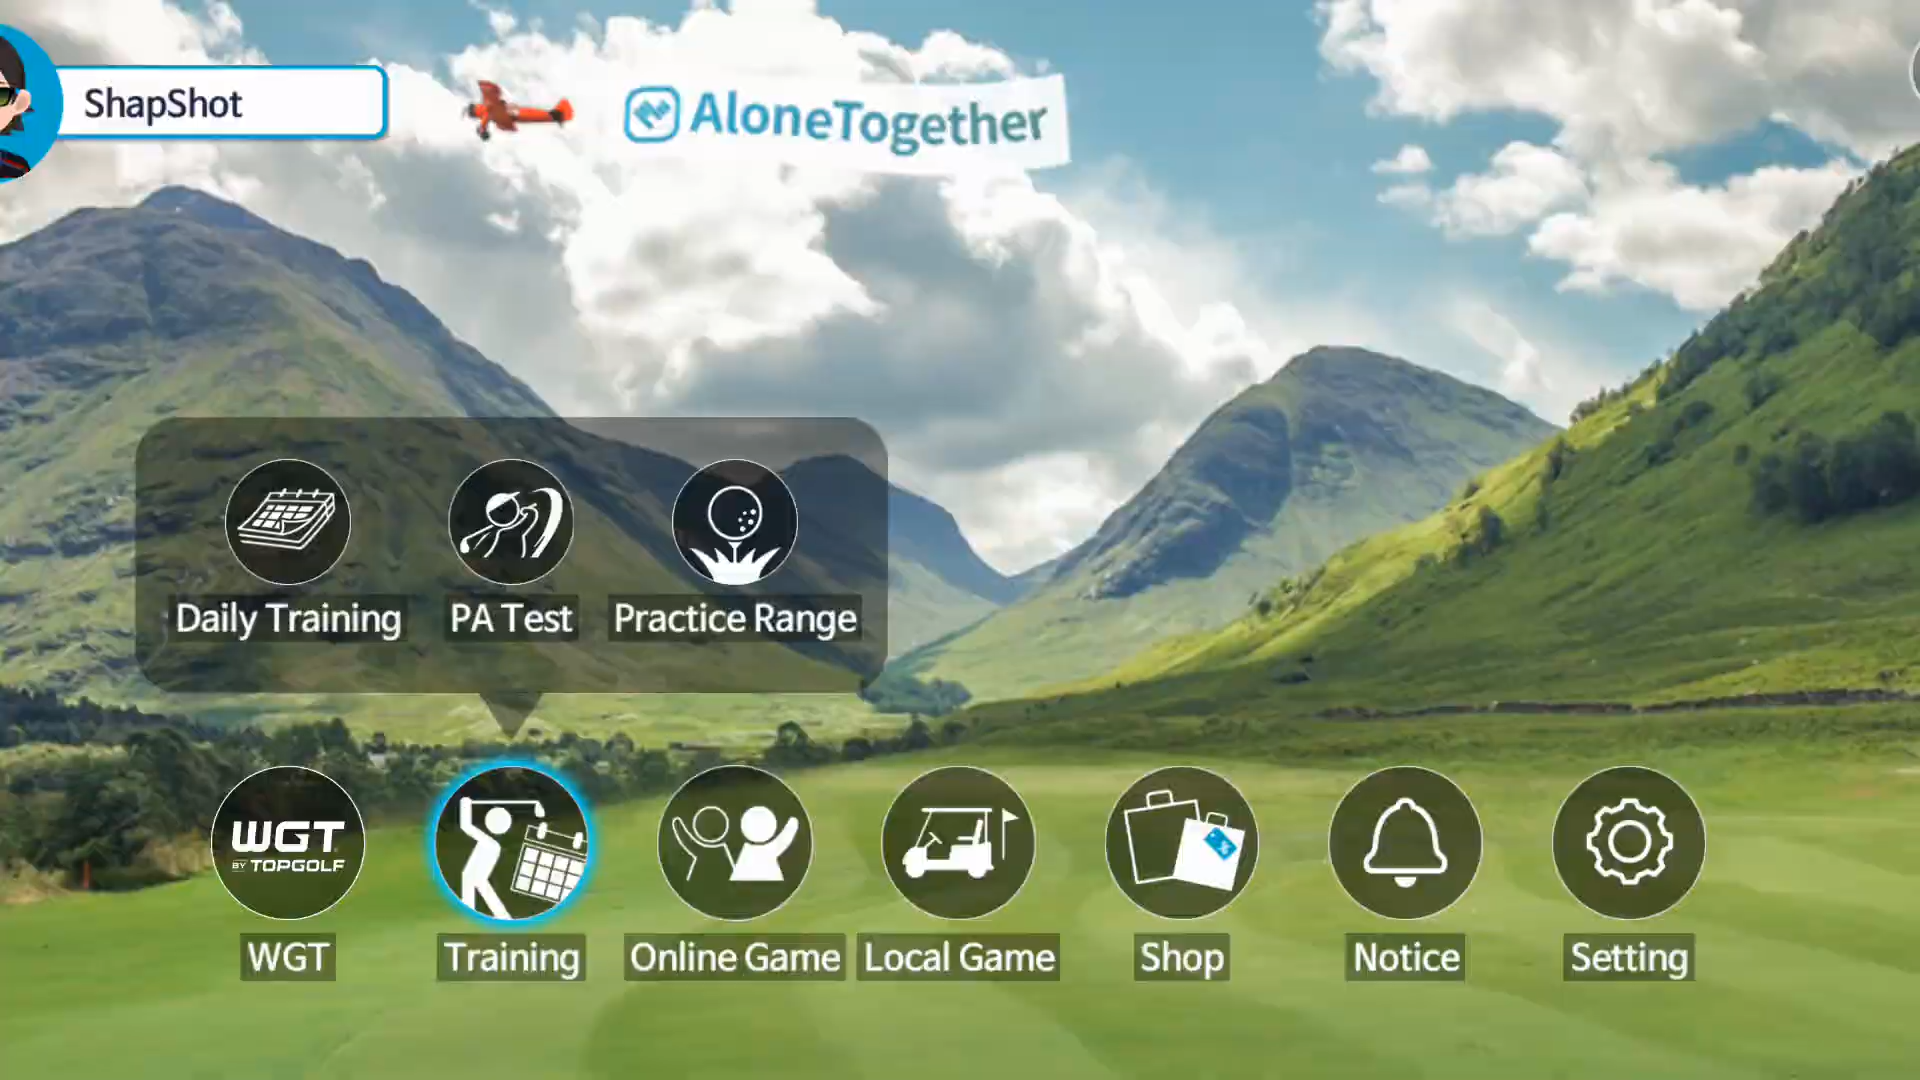 ShapShot
AloneTogether
Daily Training
PA Test
Practice Range
WGT
BY TOPGOLF
WGT
Training
Online Game
Local Game
Shop
Notice
Setting